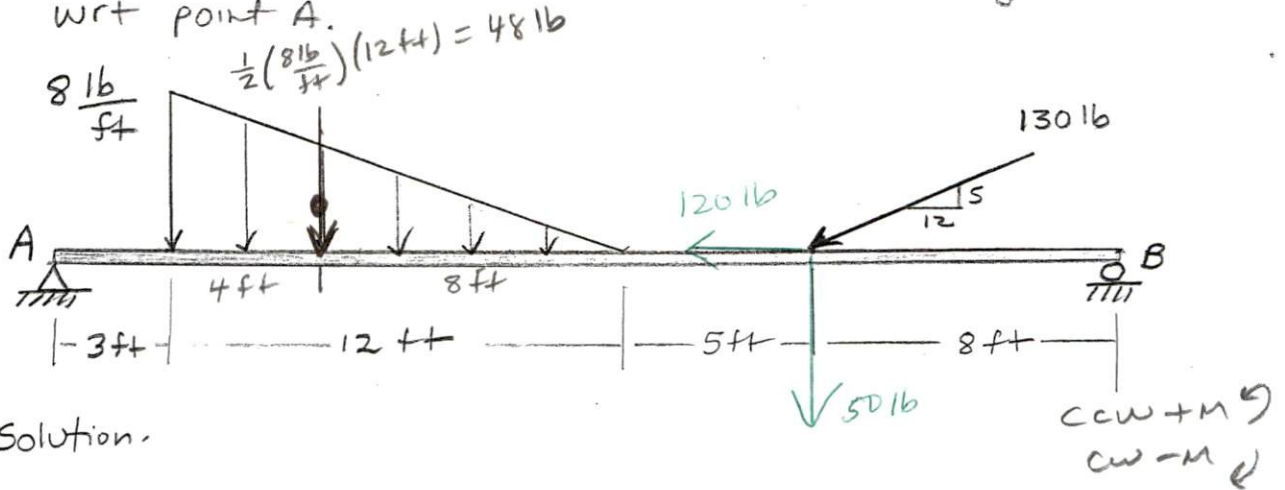 wrt point A.
1/2 (8 lb/ft)(12 ft) = 48 lb
8 lb/ft
130 lb
5
12
120 lb
A
B
4 ft
8 ft
3 ft
12 ft
5 ft
8 ft
50 lb
Solution.
CCW + M
CW - M